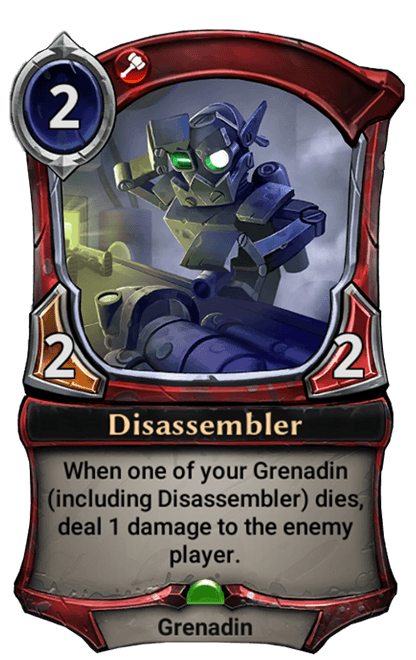 2
2
2
Disassembler
When one of your Grenadin
(including Disassembler) dies,
deal 1 damage to the enemy
player.
Grenadin